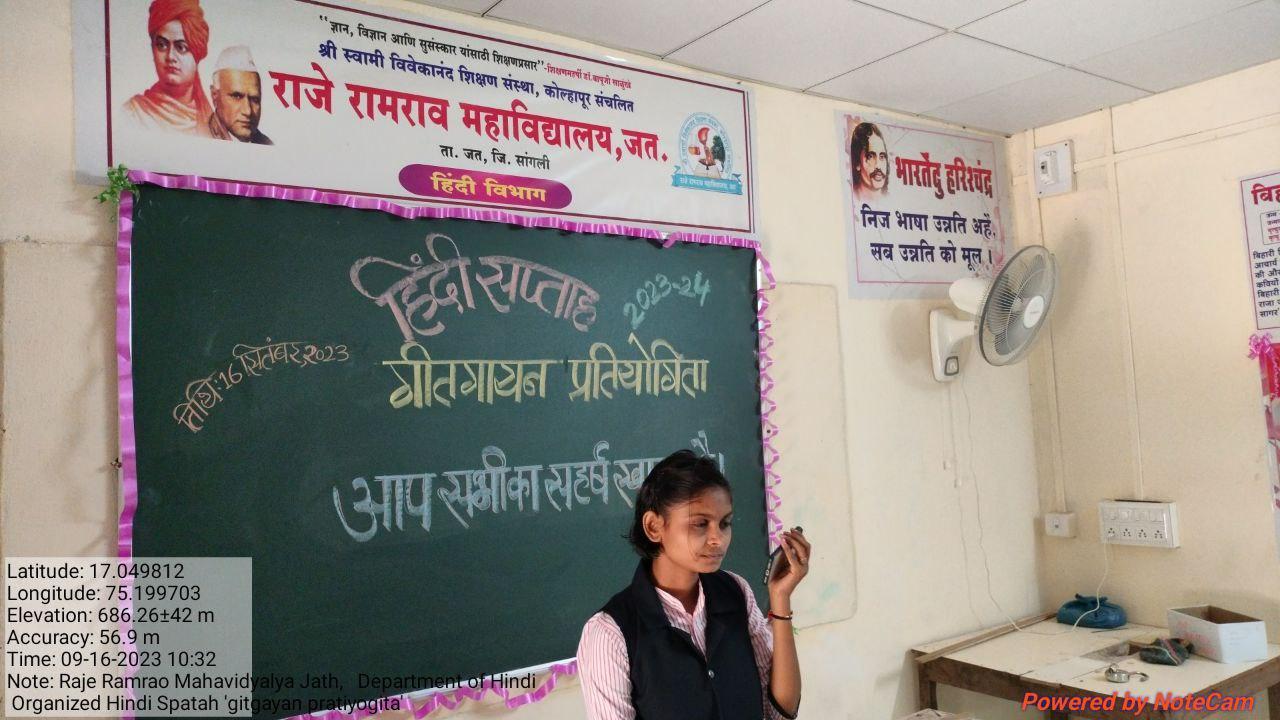 “ज्ञान, विज्ञान आणि सुसंस्कार यांसाठी शिक्षणप्रसार”-शिक्षणमहर्षी डॉ.बापूजी साळुंखे
श्री स्वामी विवेकानंद शिक्षण संस्था, कोल्हापूर संचलित
राजे रामराव महाविद्यालय,जत.
ता. जत, जि. सांगली
हिंदी विभाग
हिंदी सप्ताह
2023-24
तिथि:16 सितंबर,2023
गीतगायन प्रतियोगिता
आप सभी का सहर्ष
भारतेंदु हरिश्चंद्र
निज भाषा उन्नति अहें,
सब उन्नति को मूल ।
Latitude: 17.049812
Longitude: 75.199703
Elevation: 686.26±42 m
Accuracy: 56.9 m
Time: 09-16-2023 10:32
Note: Raje Ramrao Mahavidyalya Jath, Department of Hindi
Organized Hindi Spatah 'gitgayan pratiyogita'
Powered by NoteCam